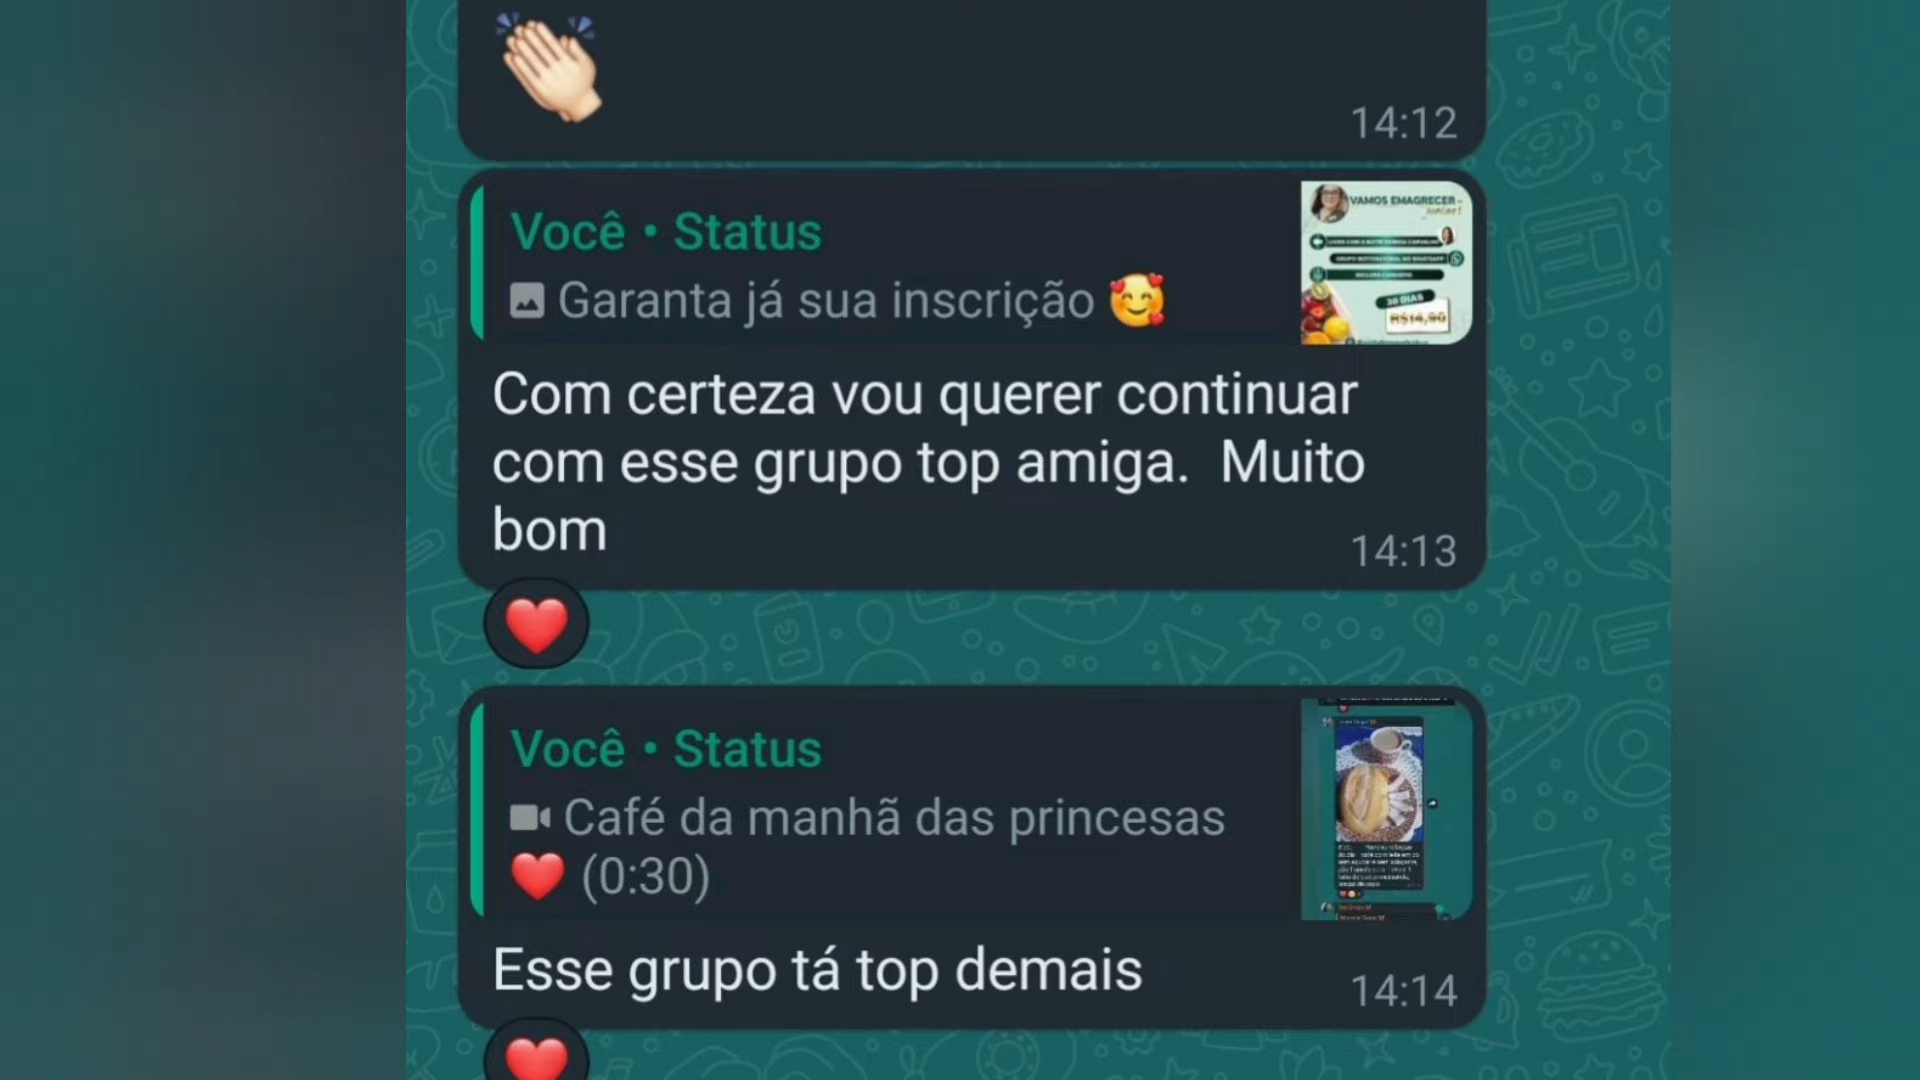 14:12
Você • Status
Garanta já sua inscrição 🥰
VAMOS EMAGRECER
30 DIAS
R$14,90
Com certeza vou querer continuar
com esse grupo top amiga.  Muito
bom
14:13
Você • Status
Café da manhã das princesas
❤️ (0:30)
Esse grupo tá top demais
14:14